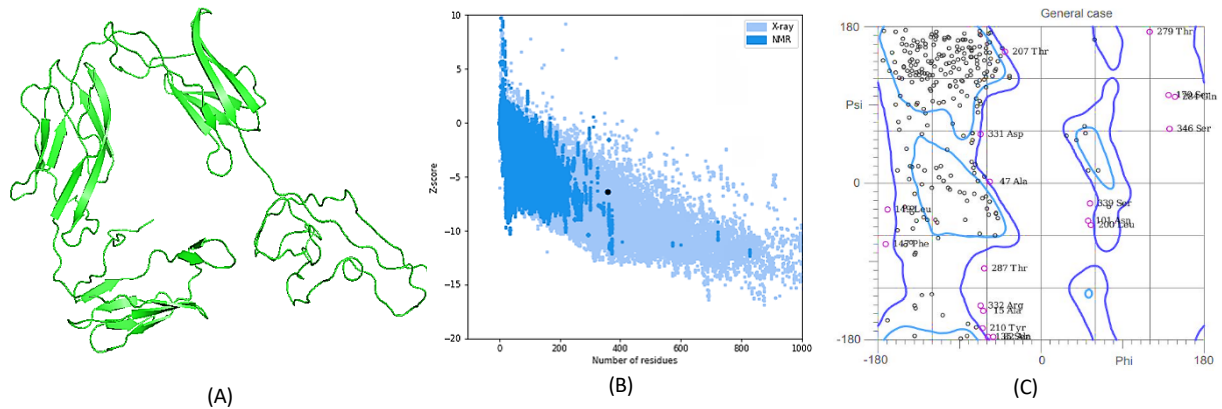 10
5
0
-5
-10
-15
-20
Z-score
X-ray
NMR
0
200
400
600
800
1000
Number of residues
General case
180
Psi
0
-180
279 Thr
207 Thr
346 Ser
331 Asp
47 Ala
339 Ser
101 Asn
200 Leu
287 Thr
332 Arg
15 Ala
210 Tyr
-180
0
Phi
180
(A)
(B)
(C)